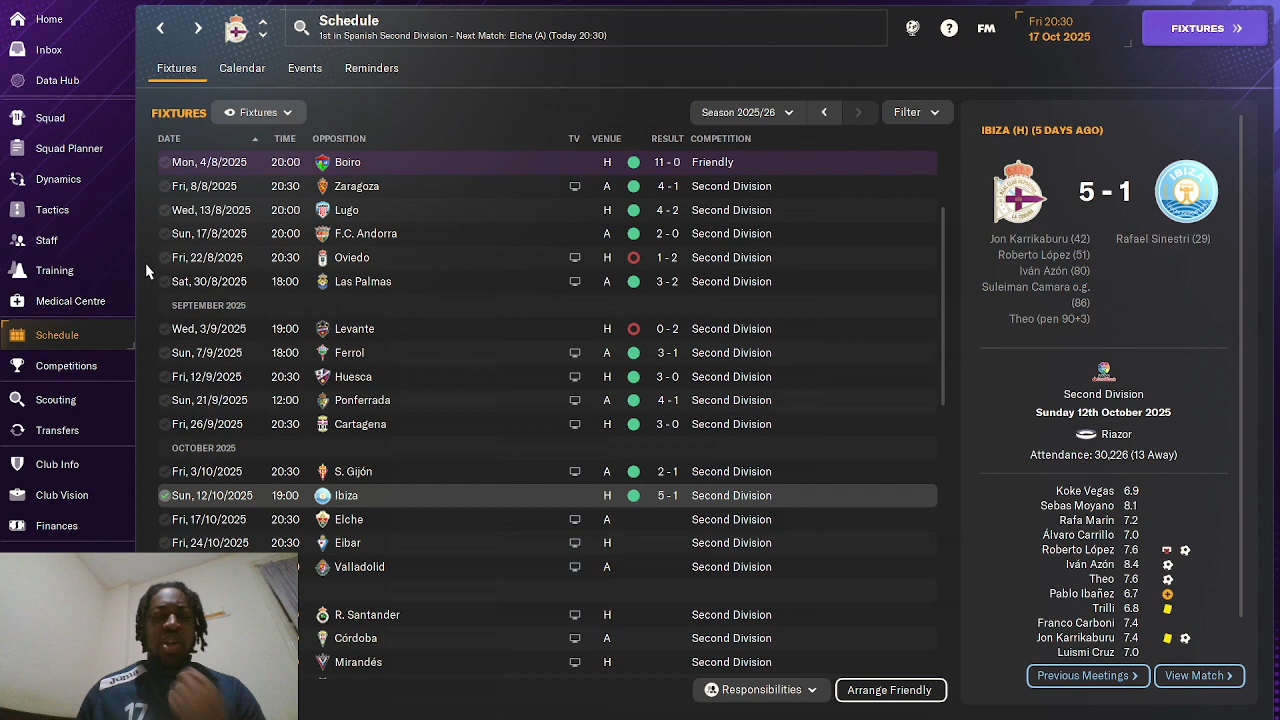 Home
Inbox
Data Hub
Squad
Squad Planner
Dynamics
Tactics
Staff
Training
Medical Centre
Schedule
Competitions
Scouting
Transfers
Club Info
Club Vision
Finances
Schedule
1st in Spanish Second Division - Next Match: Elche (A) (Today 20:30)
FM
Fri 20:30
17 Oct 2025
FIXTURES
Fixtures Calendar Events Reminders
FIXTURES Fixtures Season 2025/26 Filter
DATE TIME OPPOSITION TV VENUE RESULT COMPETITION
Mon, 4/8/2025 20:00 Boiro H 11 - 0 Friendly
Fri, 8/8/2025 20:30 Zaragoza A 4 - 1 Second Division
Wed, 13/8/2025 20:00 Lugo H 4 - 2 Second Division
Sun, 17/8/2025 20:00 F.C. Andorra A 2 - 0 Second Division
Fri, 22/8/2025 20:30 Oviedo H 1 - 2 Second Division
Sat, 30/8/2025 18:00 Las Palmas A 3 - 2 Second Division
SEPTEMBER 2025
Wed, 3/9/2025 19:00 Levante H 0 - 2 Second Division
Sun, 7/9/2025 18:00 Ferrol A 3 - 1 Second Division
Fri, 12/9/2025 20:30 Huesca H 3 - 0 Second Division
Sun, 21/9/2025 12:00 Ponferrada A 4 - 1 Second Division
Fri, 26/9/2025 20:30 Cartagena H 3 - 0 Second Division
OCTOBER 2025
Fri, 3/10/2025 20:30 S. Gijón A 2 - 1 Second Division
Sun, 12/10/2025 19:00 Ibiza H 5 - 1 Second Division
Fri, 17/10/2025 20:30 Elche A Second Division
Fri, 24/10/2025 20:30 Eibar H Second Division
Valladolid A Second Division
R. Santander H Second Division
Córdoba A Second Division
Mirandés H Second Division
Responsibilities Arrange Friendly
IBIZA (H) (5 DAYS AGO)
5 - 1
IBIZA
Jon Karrikaburu (42) Rafael Sinestri (29)
Roberto López (51)
Iván Azón (80)
Suleiman Camara o.g.
(86)
Theo (pen 90+3)
Second Division
Sunday 12th October 2025
Riazor
Attendance: 30,226 (13 Away)
Koke Vegas 6.9
Sebas Moyano 8.1
Rafa Marín 7.2
Álvaro Carrillo 7.0
Roberto López 7.6
Iván Azón 8.4
Theo 7.6
Pablo Ibañez 6.7
Trilli 6.8
Franco Carboni 7.4
Jon Karrikaburu 7.4
Luismi Cruz 7.0
Previous Meetings View Match
Joma
17